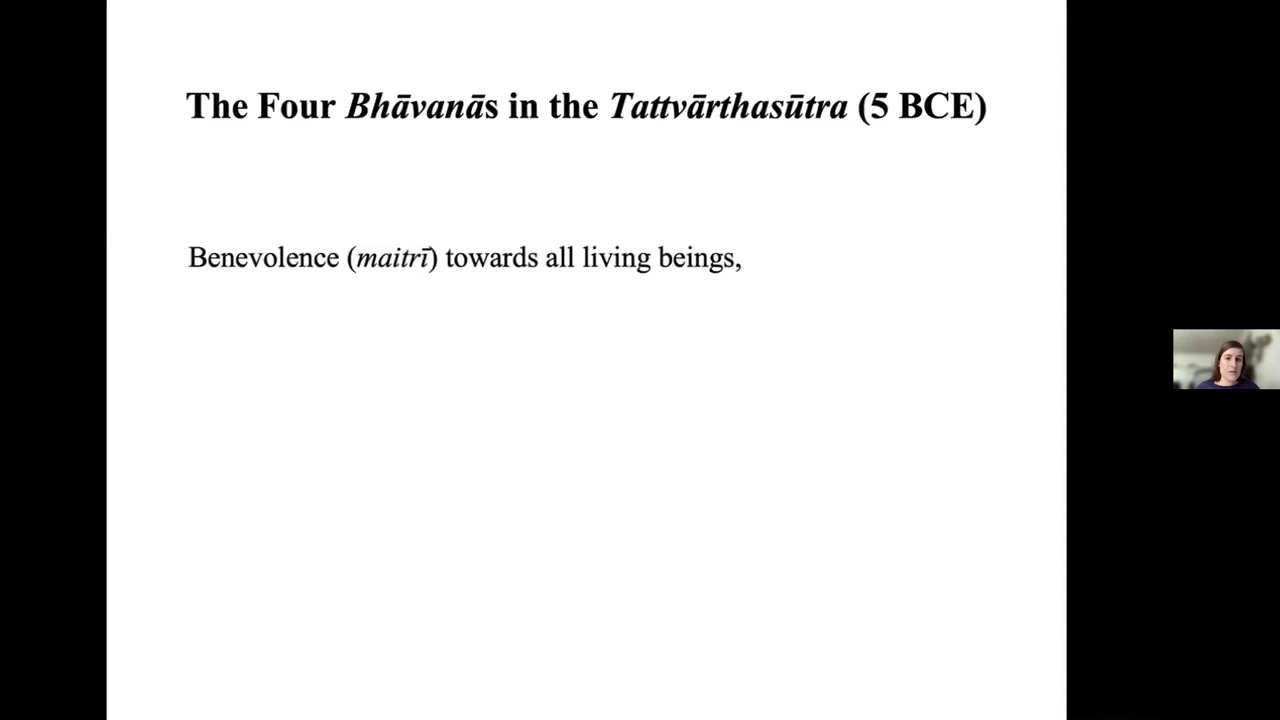 The Four Bhāvanās in the Tattvārthasūtra (5 BCE)
Benevolence (maitrī) towards all living beings,